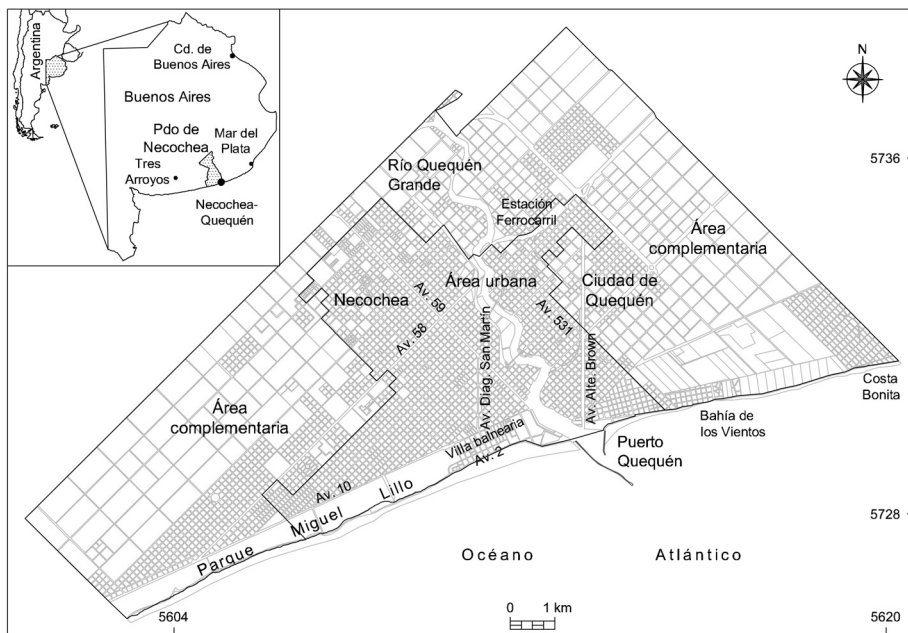 Argentina
Cd. de
Buenos Aires
Buenos Aires
Pdo de
Necochea
Mar del
Plata
Tres
Arroyos
Necochea-
Quequén
N
5736
Río Quequén
Grande
Estación
Ferrocarril
Área
complementaria
Necochea
Área urbana
Ciudad de
Quequén
Av. 59
Av. 58
Av. 531
Av. Diag. San Martín
Av. Alte. Brown
Costa
Bonita
Área
complementaria
Bahía de
los Vientos
Villa balnearia
Av. 2
Puerto
Quequén
Av. 10
Parque Miguel Lillo
5728
Océano Atlántico
0 1 km
5604
5620